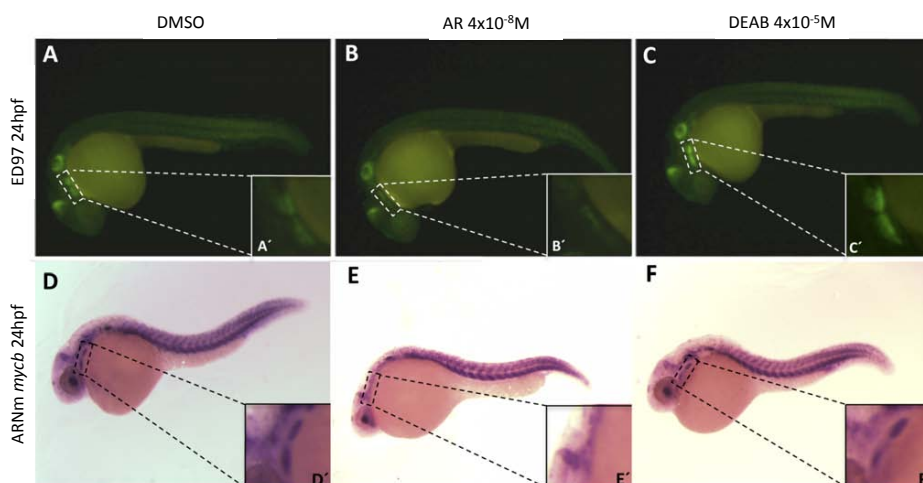 DMSO
AR 4x10⁻⁸M
DEAB 4x10⁻⁵M
ED97 24hpf
A
B
C
A´
B´
C´
ARNm mycb 24hpf
D
E
F
D´
E´